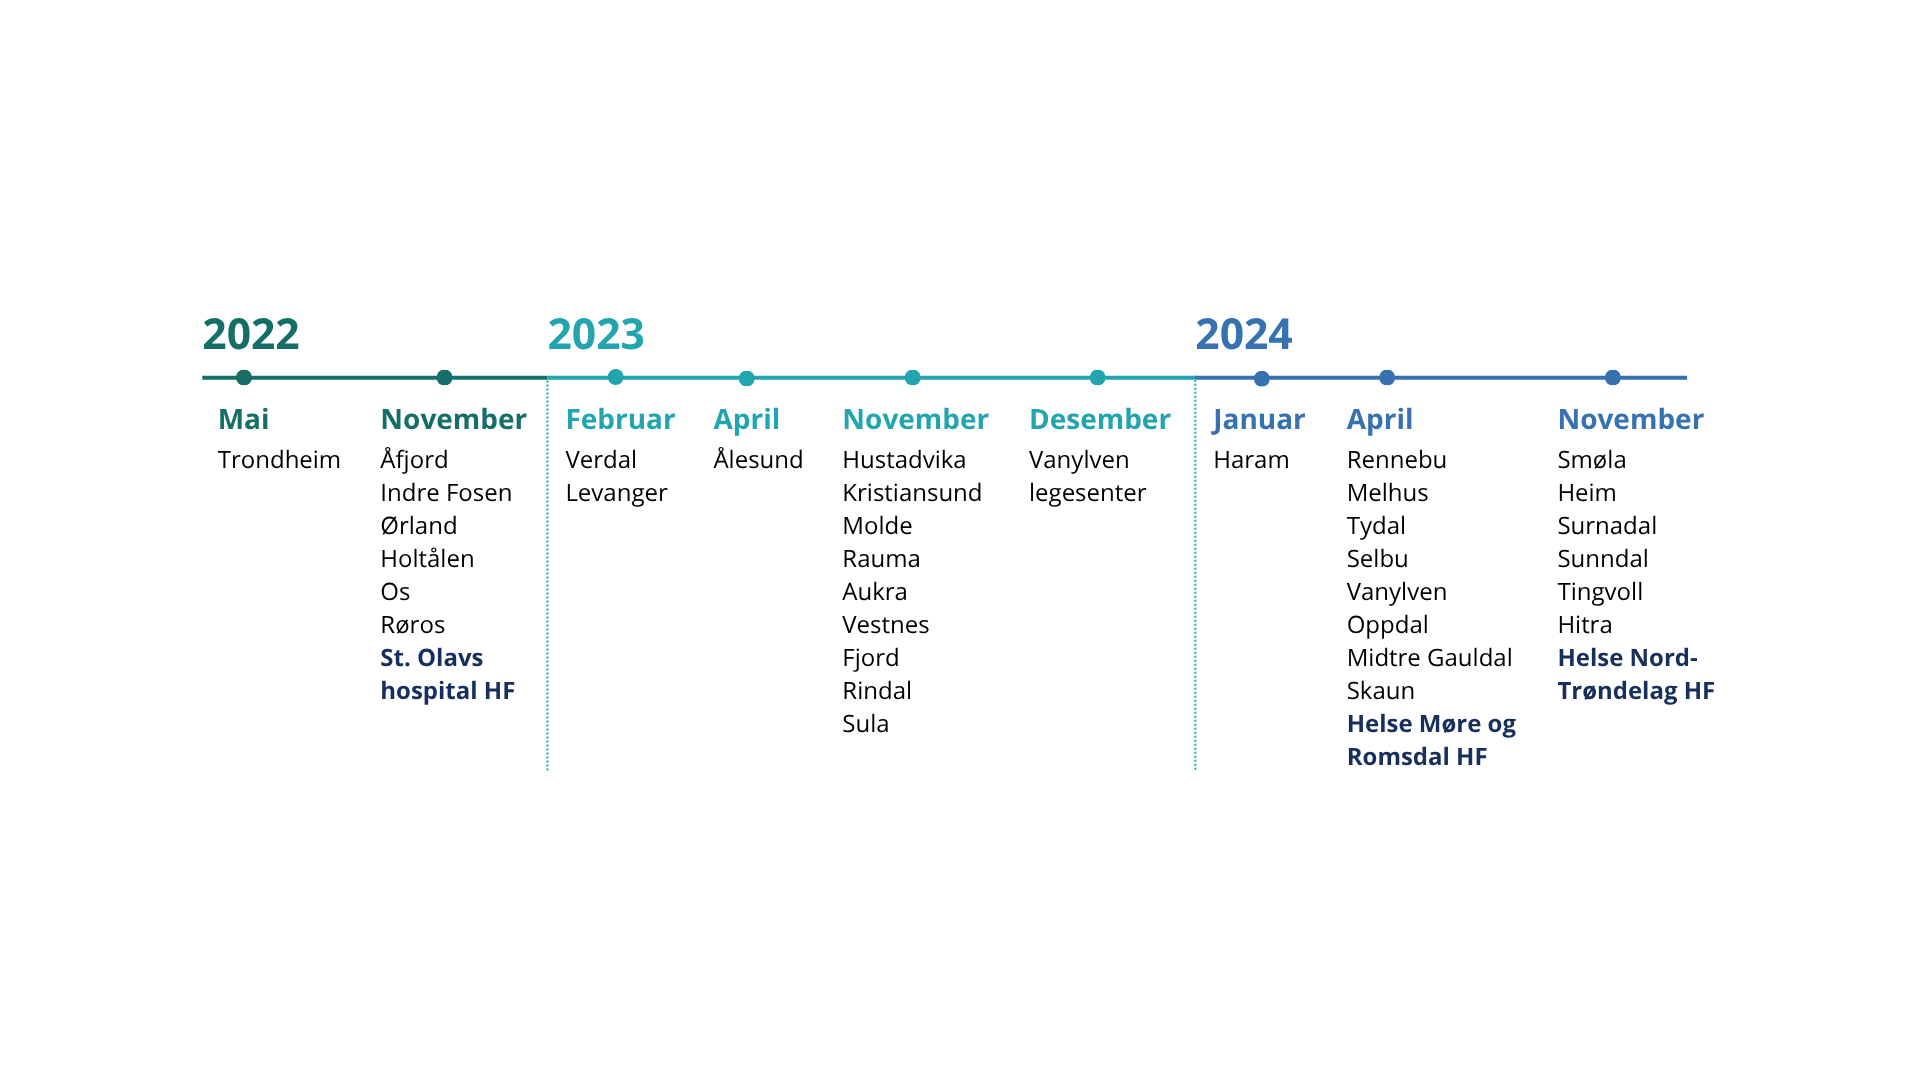 2022
Mai
Trondheim
November
Åfjord
Indre Fosen
Ørland
Holtålen
Os
Røros
St. Olavs
hospital HF
2023
Februar
Verdal
Levanger
April
Ålesund
November
Hustadvika
Kristiansund
Molde
Rauma
Aukra
Vestnes
Fjord
Rindal
Sula
Desember
Vanylven
legesenter
2024
Januar
Haram
April
Rennebu
Melhus
Tydal
Selbu
Vanylven
Oppdal
Midtre Gauldal
Skaun
Helse Møre og
Romsdal HF
November
Smøla
Heim
Surnadal
Sunndal
Tingvoll
Hitra
Helse Nord-
Trøndelag HF